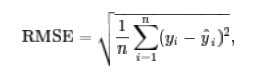 RMSE = \sqrt{\frac{1}{n} \sum_{i=1}^{n} (y_i - \hat{y}_i)^2},